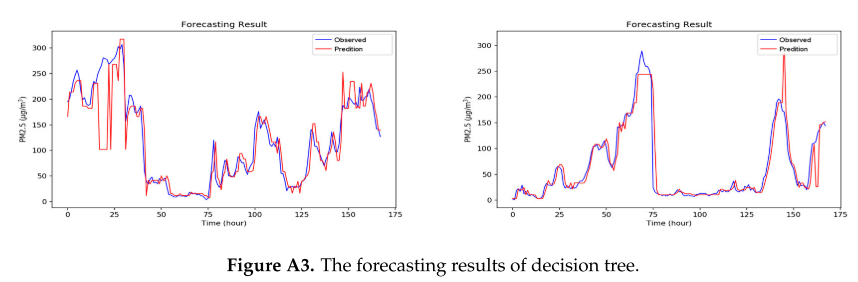 Forecasting Result
Observed
Predition
PM2.5 (μg/m³)
300
250
200
150
100
50
0
0 25 50 75 100 125 150 175
Time (hour)
Forecasting Result
Observed
Predition
PM2.5 (μg/m³)
300
250
200
150
100
50
0
0 25 50 75 100 125 150 175
Time (hour)
Figure A3. The forecasting results of decision tree.